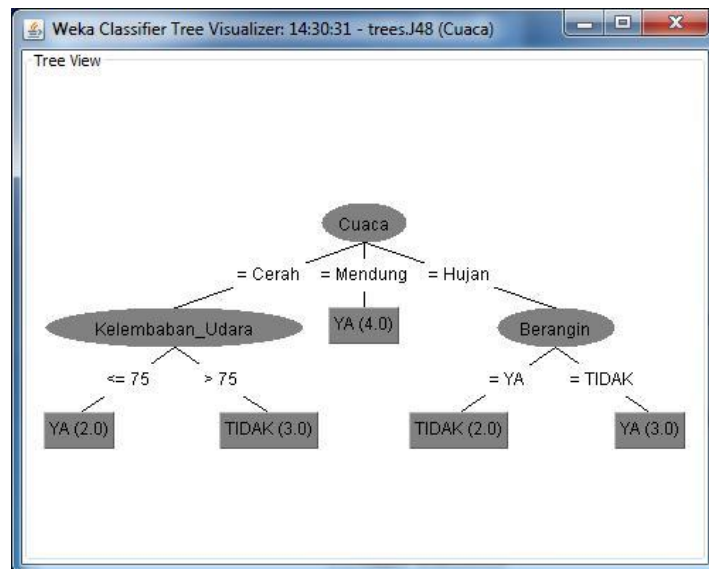 Weka Classifier Tree Visualizer: 14:30:31 - trees.J48 (Cuaca)
Tree View
Cuaca
= Cerah = Mendung = Hujan
Kelembaban_Udara YA (4.0) Berangin
<= 75 > 75 = YA = TIDAK
YA (2.0) TIDAK (3.0) TIDAK (2.0) YA (3.0)